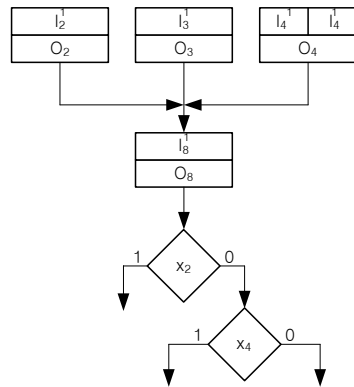 I₂¹ I₃¹ I₄¹ I₄¹
O₂ O₃ O₄
I₈¹
O₈
1 x₂ 0
1 x₄ 0